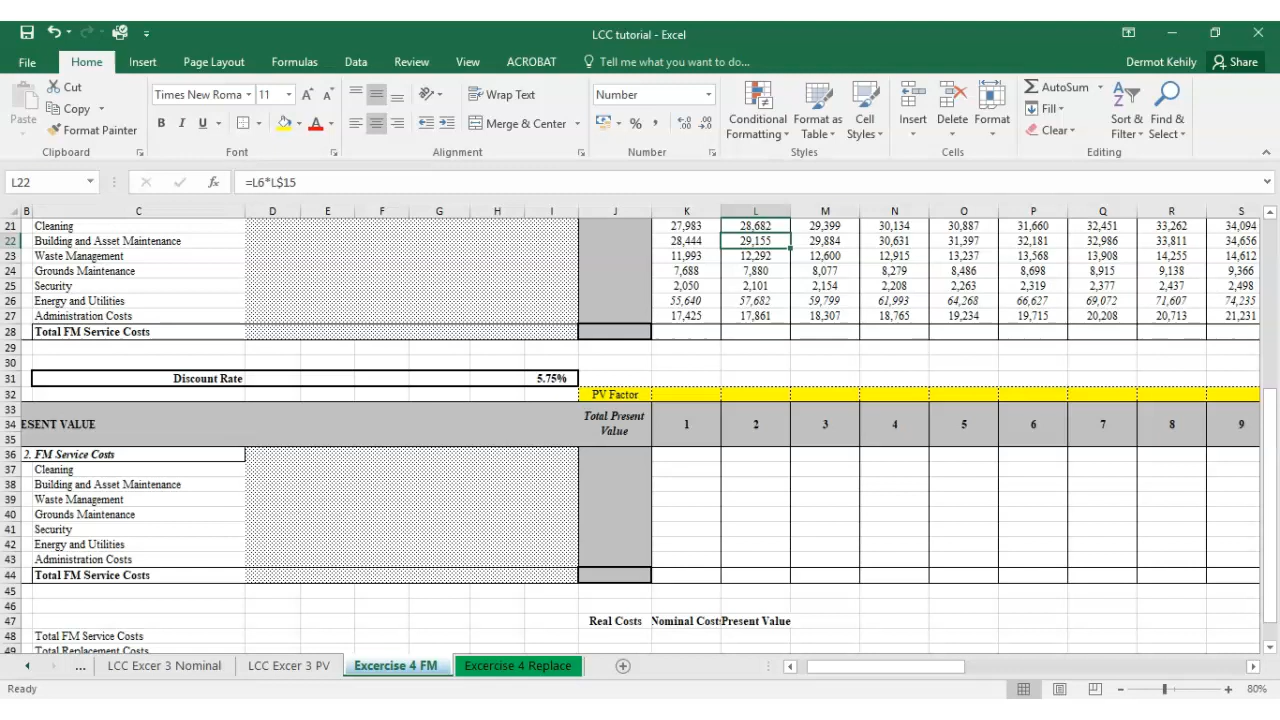 LCC tutorial - Excel
File Home Insert Page Layout Formulas Data Review View ACROBAT Tell me what you want to do... Dermot Kehily Share
Paste Cut Copy Format Painter Clipboard
Times New Roma 11 B I U A Font
Wrap Text Merge & Center Alignment
Number % Number
Conditional Formatting Format as Table Cell Styles Styles
Insert Delete Format Cells
AutoSum Fill Clear Sort & Filter Find & Select Editing
L22 fx =L6*L$15
B C D E F G H I J K L M N O P Q R S
21 Cleaning 27,983 28,682 29,399 30,134 30,887 31,660 32,451 33,262 34,094
22 Building and Asset Maintenance 28,444 29,155 29,884 30,631 31,397 32,181 32,986 33,811 34,656
23 Waste Management 11,993 12,292 12,600 12,915 13,237 13,568 13,908 14,255 14,612
24 Grounds Maintenance 7,688 7,880 8,077 8,279 8,486 8,698 8,915 9,138 9,366
25 Security 2,050 2,101 2,154 2,208 2,263 2,319 2,377 2,437 2,498
26 Energy and Utilities 55,640 57,682 59,799 61,993 64,268 66,627 69,072 71,607 74,235
27 Administration Costs 17,425 17,861 18,307 18,765 19,234 19,715 20,208 20,713 21,231
28 Total FM Service Costs
29
30
31 Discount Rate 5.75%
32 PV Factor
33
34 ESENT VALUE Total Present Value 1 2 3 4 5 6 7 8 9
35
36 2. FM Service Costs
37 Cleaning
38 Building and Asset Maintenance
39 Waste Management
40 Grounds Maintenance
41 Security
42 Energy and Utilities
43 Administration Costs
44 Total FM Service Costs
45
46
47 Real Costs Nominal Cost Present Value
48 Total FM Service Costs
49 Total Replacement Costs
... LCC Excer 3 Nominal LCC Excer 3 PV Excercise 4 FM Excercise 4 Replace
Ready 80%